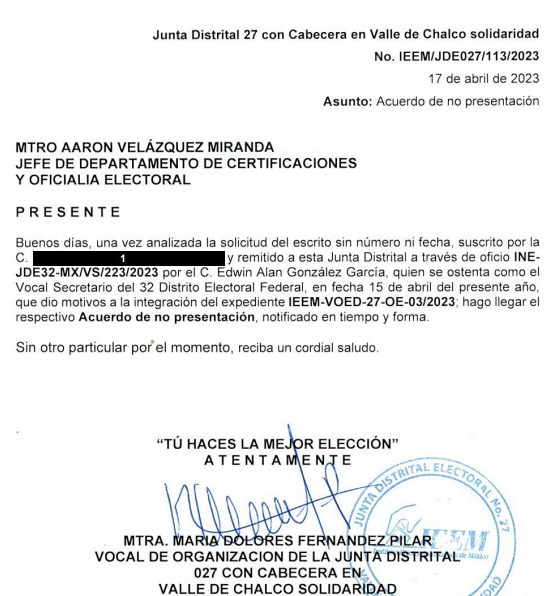 Junta Distrital 27 con Cabecera en Valle de Chalco solidaridad
No. IEEM/JDE027/113/2023
17 de abril de 2023
Asunto: Acuerdo de no presentación
MTRO AARON VELÁZQUEZ MIRANDA
JEFE DE DEPARTAMENTO DE CERTIFICACIONES
Y OFICIALIA ELECTORAL
P R E S E N T E
Buenos días, una vez analizada la solicitud del escrito sin número ni fecha, suscrito por la
C. 1 y remitido a esta Junta Distrital a través de oficio INE-
JDE32-MX/VS/223/2023 por el C. Edwin Alan González García, quien se ostenta como el
Vocal Secretario del 32 Distrito Electoral Federal, en fecha 15 de abril del presente año,
que dio motivos a la integración del expediente IEEM-VOED-27-OE-03/2023; hago llegar el
respectivo Acuerdo de no presentación, notificado en tiempo y forma.
Sin otro particular por el momento, reciba un cordial saludo.
“TÚ HACES LA MEJOR ELECCIÓN”
A T E N T A M E N T E
MTRA. MARIA DOLORES FERNANDEZ PILAR
VOCAL DE ORGANIZACION DE LA JUNTA DISTRITAL
027 CON CABECERA EN
VALLE DE CHALCO SOLIDARIDAD
JUNTA DISTRITAL ELECTORAL No. 27
IEEM